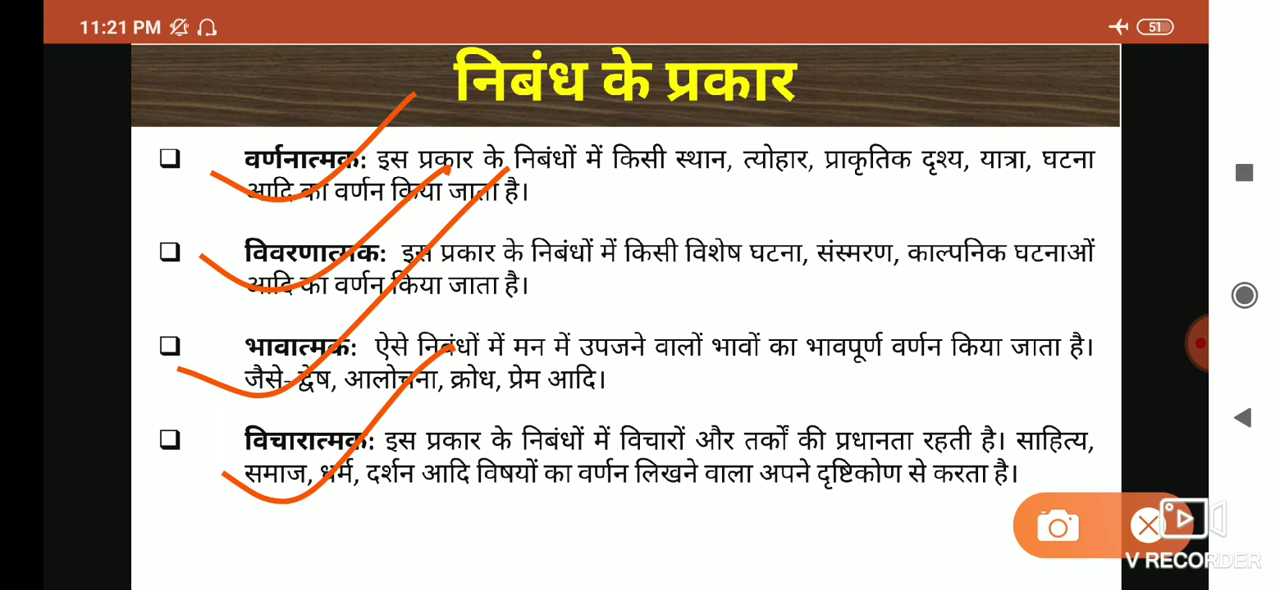 11:21 PM
51
निबंध के प्रकार
❑ वर्णनात्मक: इस प्रकार के निबंधों में किसी स्थान, त्योहार, प्राकृतिक दृश्य, यात्रा, घटना
आदि का वर्णन किया जाता है।
❑ विवरणात्मक: इस प्रकार के निबंधों में किसी विशेष घटना, संस्मरण, काल्पनिक घटनाओं
आदि का वर्णन किया जाता है।
❑ भावात्मक: ऐसे निबंधों में मन में उपजने वालों भावों का भावपूर्ण वर्णन किया जाता है।
जैसे- द्वेष, आलोचना, क्रोध, प्रेम आदि।
❑ विचारात्मक: इस प्रकार के निबंधों में विचारों और तर्कों की प्रधानता रहती है। साहित्य,
समाज, धर्म, दर्शन आदि विषयों का वर्णन लिखने वाला अपने दृष्टिकोण से करता है।
V RECORDER